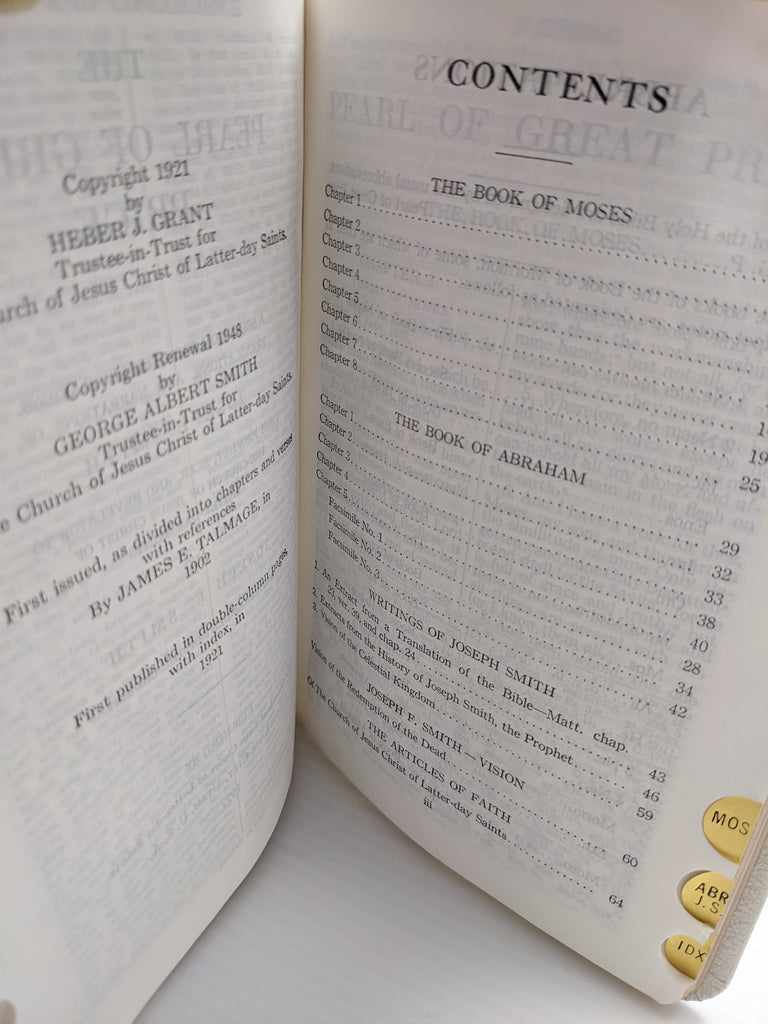 Copyright 1921
by
HEBER J. GRANT
Trustee-in-Trust for
urch of Jesus Christ of Latter-day Saints.
Copyright Renewal 1948
by
GEORGE ALBERT SMITH
Trustee-in-Trust for
e Church of Jesus Christ of Latter-day Saints.
First issued, as divided into chapters and verses
with references
By JAMES E. TALMAGE, in
1902
First published in double-column pages,
with index, in
1921
CONTENTS
THE BOOK OF MOSES
Chapter 1
Chapter 2
Chapter 3
Chapter 4
Chapter 5
Chapter 6
Chapter 7 19
Chapter 8 25
THE BOOK OF ABRAHAM
Chapter 1 29
Chapter 2 32
Chapter 3 33
Chapter 4 38
Chapter 5 40
Facsimile No. 1 28
Facsimile No. 2 34
Facsimile No. 3 42
WRITINGS OF JOSEPH SMITH
1. An Extract from a Translation of the Bible—Matt. chap.
23, ver. 39, and chap. 24 43
2. Extracts from the History of Joseph Smith, the Prophet 46
3. Vision of the Celestial Kingdom 59
JOSEPH F. SMITH—VISION
Vision of the Redemption of the Dead 60
THE ARTICLES OF FAITH
Of The Church of Jesus Christ of Latter-day Saints 64
iii
MOS
ABR
J.S.
IDX